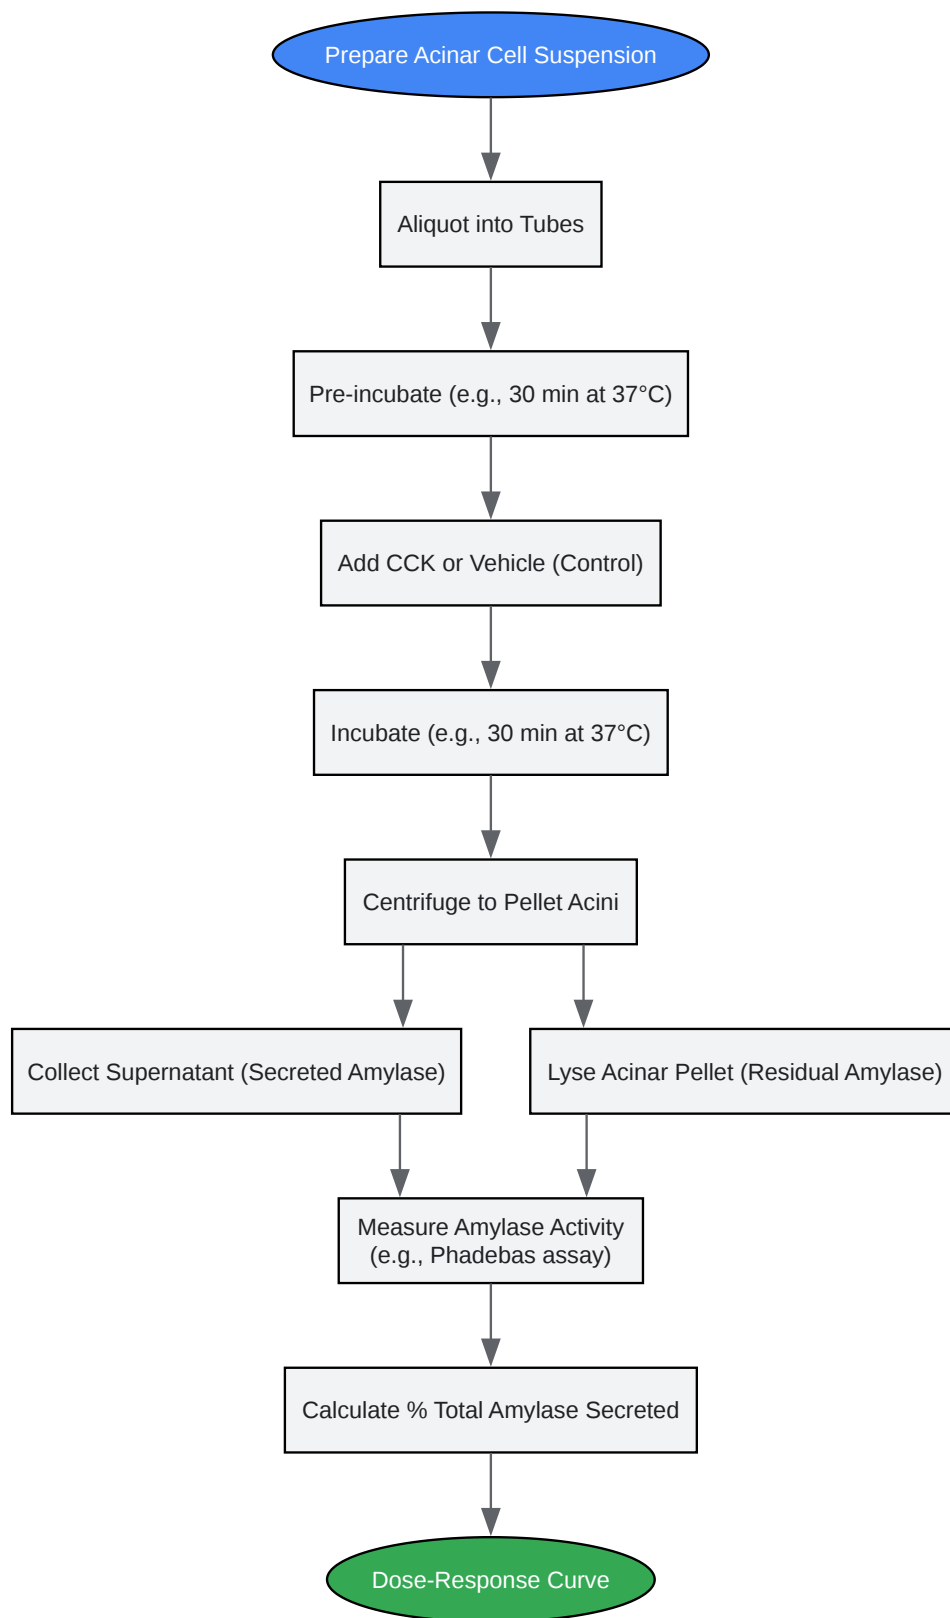 Prepare Acinar Cell Suspension
Aliquot into Tubes
Pre-incubate (e.g., 30 min at 37°C)
Add CCK or Vehicle (Control)
Incubate (e.g., 30 min at 37°C)
Centrifuge to Pellet Acini
Collect Supernatant (Secreted Amylase)
Lyse Acinar Pellet (Residual Amylase)
Measure Amylase Activity
(e.g., Phadebas assay)
Calculate % Total Amylase Secreted
Dose-Response Curve